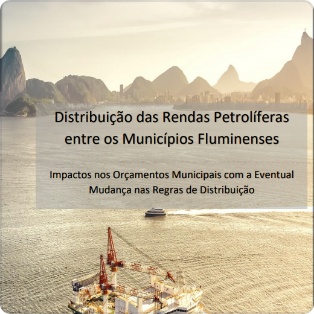 Distribuição das Rendas Petrolíferas
entre os Municípios Fluminenses
Impactos nos Orçamentos Municipais com a Eventual
Mudança nas Regras de Distribuição